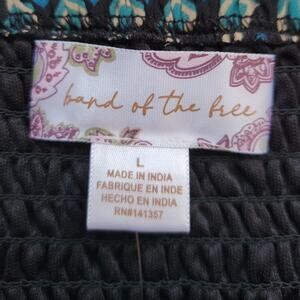 band of the free
L
MADE IN INDIA
FABRIQUE EN INDE
HECHO EN INDIA
RN#141357